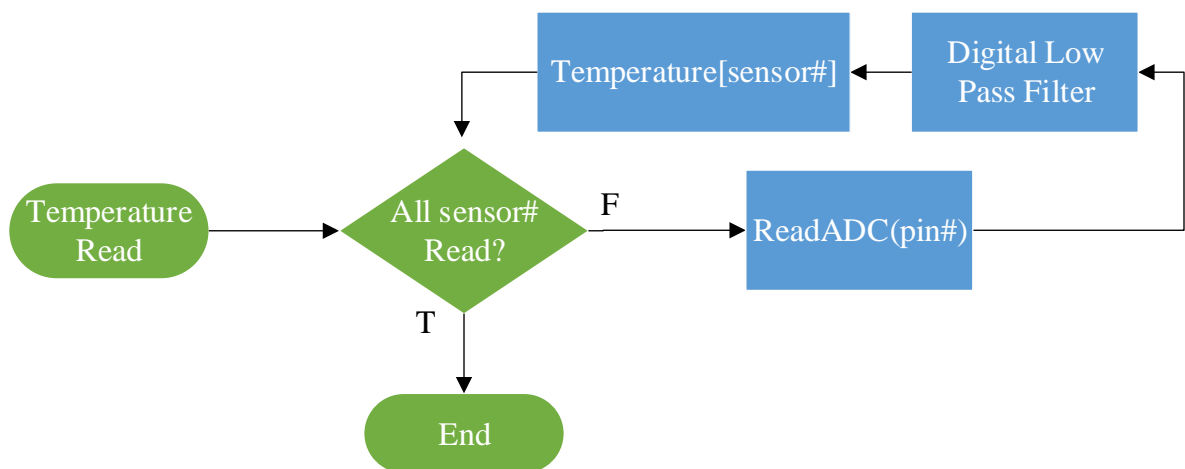 Temperature[sensor#]
Digital Low
Pass Filter
Temperature
Read
All sensor#
Read?
F
ReadADC(pin#)
T
End